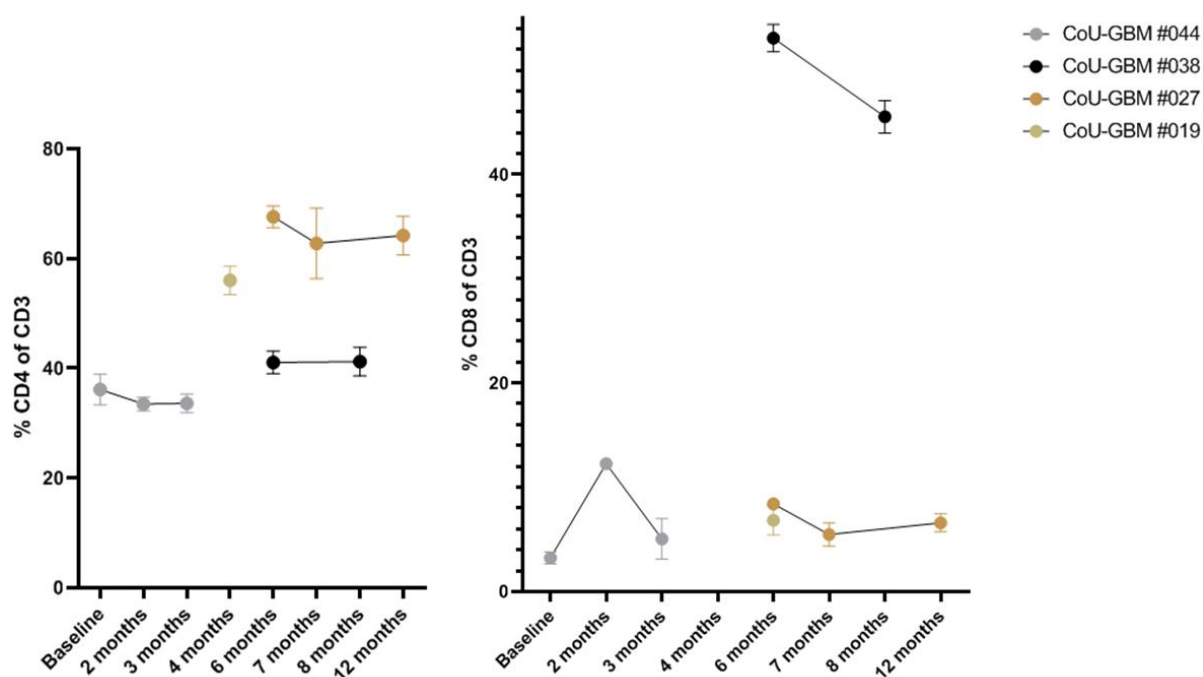 % CD4 of CD3
80
60
40
20
0
Baseline
2 months
3 months
4 months
6 months
7 months
8 months
12 months
% CD8 of CD3
40
20
0
Baseline
2 months
3 months
4 months
6 months
7 months
8 months
12 months
CoU-GBM #044
CoU-GBM #038
CoU-GBM #027
CoU-GBM #019